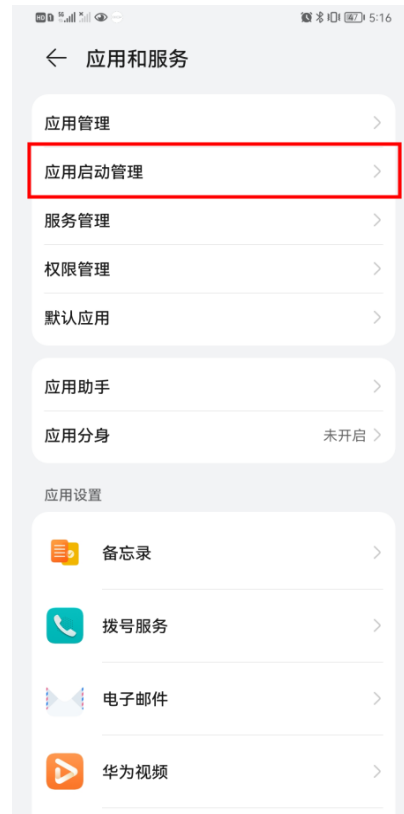 HD 5G 47 5:16
应用和服务
应用管理
应用启动管理
服务管理
权限管理
默认应用
应用助手
应用分身 未开启
应用设置
备忘录
拨号服务
电子邮件
华为视频